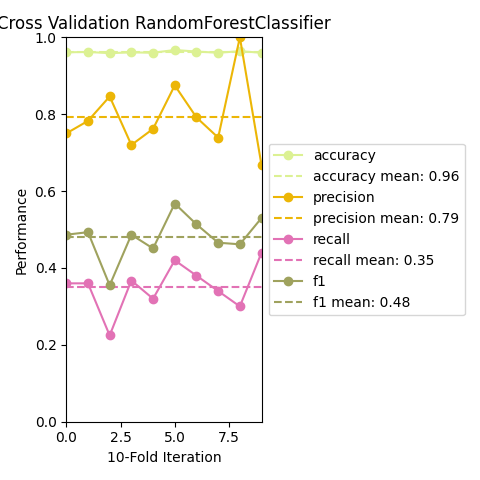 Cross Validation RandomForestClassifier
1.0
0.8
0.6
0.4
0.2
0.0
Performance
0.0 2.5 5.0 7.5
10-Fold Iteration
accuracy
accuracy mean: 0.96
precision
precision mean: 0.79
recall
recall mean: 0.35
f1
f1 mean: 0.48